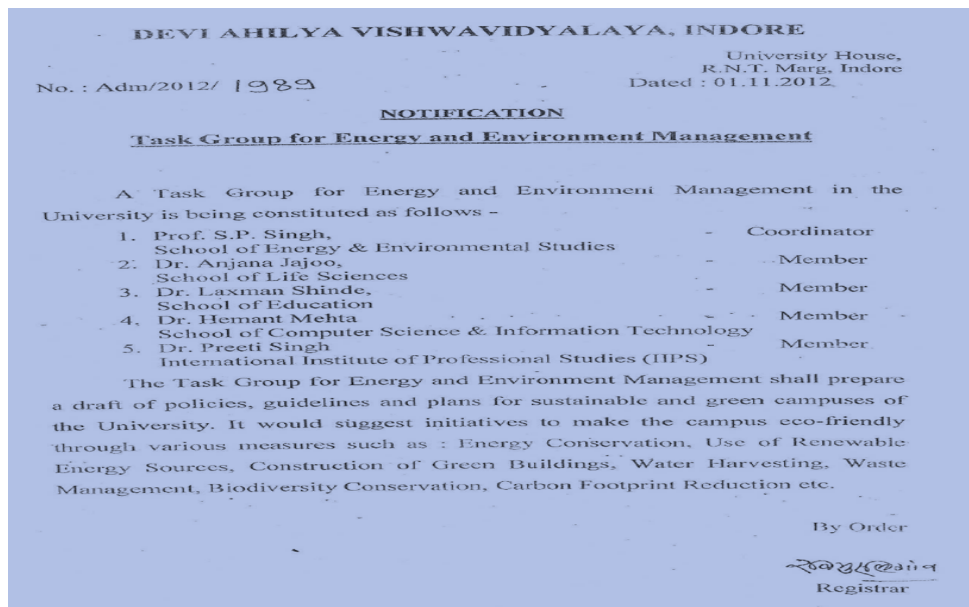 DEVI AHILYA VISHWAVIDYALAYA, INDORE
University House,
R.N.T. Marg, Indore
No. : Adm/2012/ 1989
Dated : 01.11.2012
NOTIFICATION
Task Group for Energy and Environment Management
A Task Group for Energy and Environment Management in the
University is being constituted as follows -
1. Prof. S.P. Singh, - Coordinator
School of Energy & Environmental Studies
2. Dr. Anjana Jajoo, - Member
School of Life Sciences
3. Dr. Laxman Shinde, - Member
School of Education
4. Dr. Hemant Mehta - Member
School of Computer Science & Information Technology
5. Dr. Preeti Singh - Member
International Institute of Professional Studies (IIPS)
The Task Group for Energy and Environment Management shall prepare
a draft of policies, guidelines and plans for sustainable and green campuses of
the University. It would suggest initiatives to make the campus eco-friendly
through various measures such as : Energy Conservation, Use of Renewable
Energy Sources, Construction of Green Buildings, Water Harvesting, Waste
Management, Biodiversity Conservation, Carbon Footprint Reduction etc.
By Order
Registrar